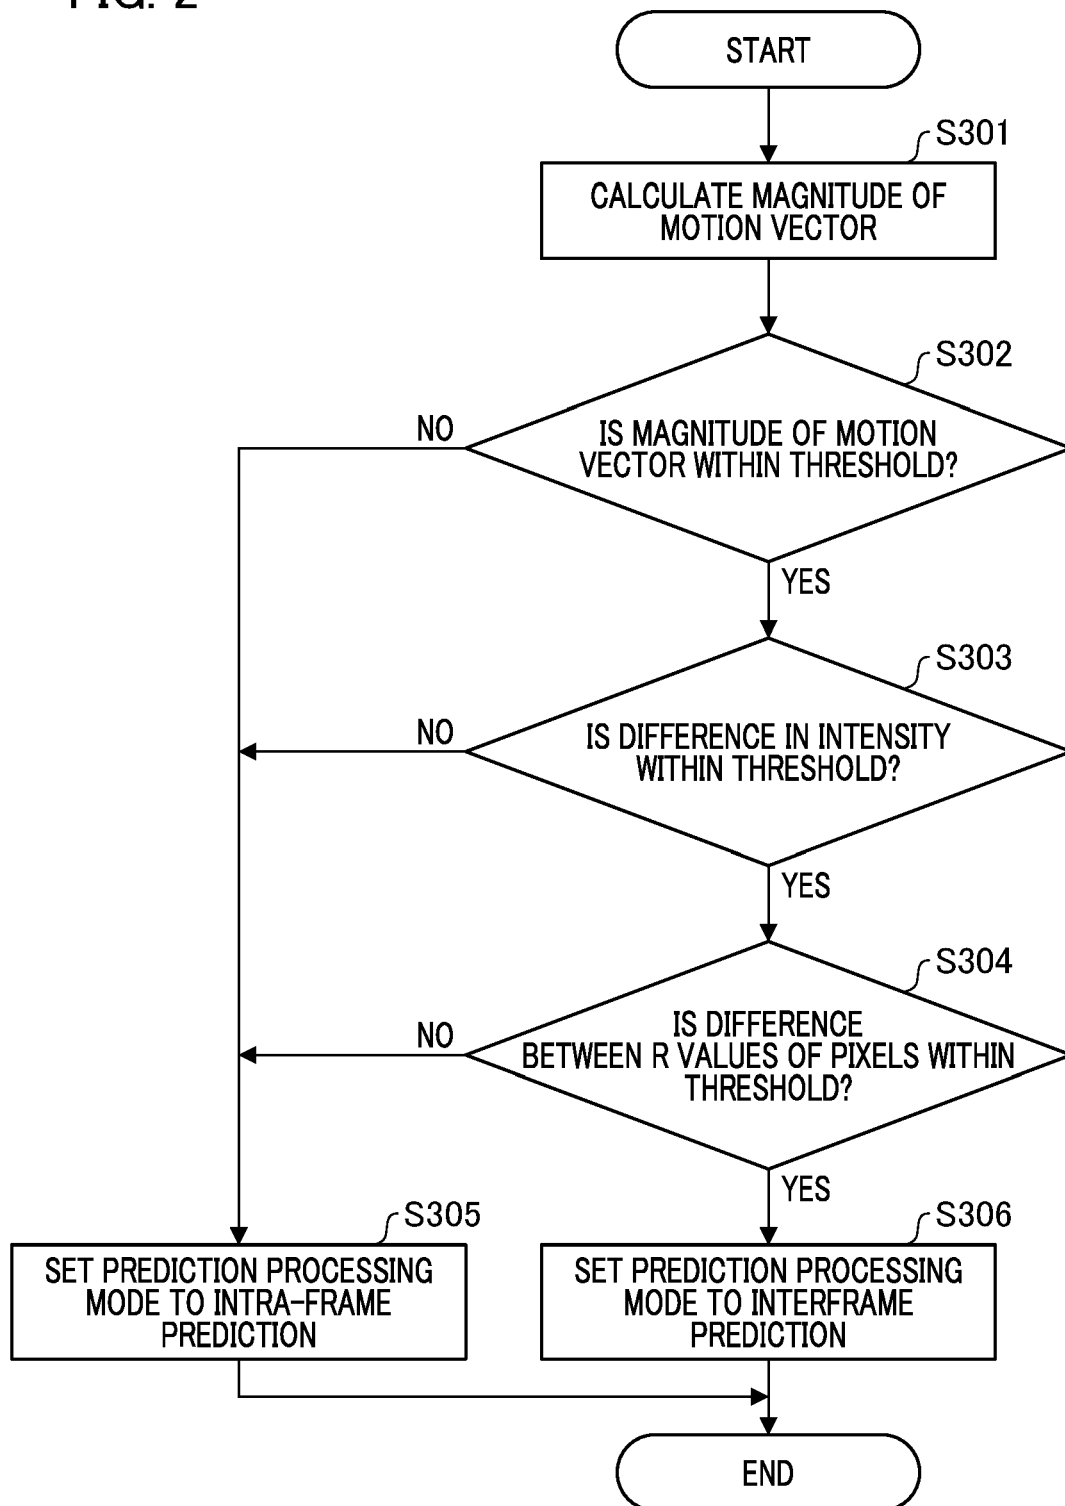 FIG. 2
START
S301
CALCULATE MAGNITUDE OF
MOTION VECTOR
S302
NO
IS MAGNITUDE OF MOTION
VECTOR WITHIN THRESHOLD?
YES
S303
NO
IS DIFFERENCE IN INTENSITY
WITHIN THRESHOLD?
YES
S304
NO
IS DIFFERENCE
BETWEEN R VALUES OF PIXELS WITHIN
THRESHOLD?
YES
S305
SET PREDICTION PROCESSING
MODE TO INTRA-FRAME
PREDICTION
S306
SET PREDICTION PROCESSING
MODE TO INTERFRAME
PREDICTION
END